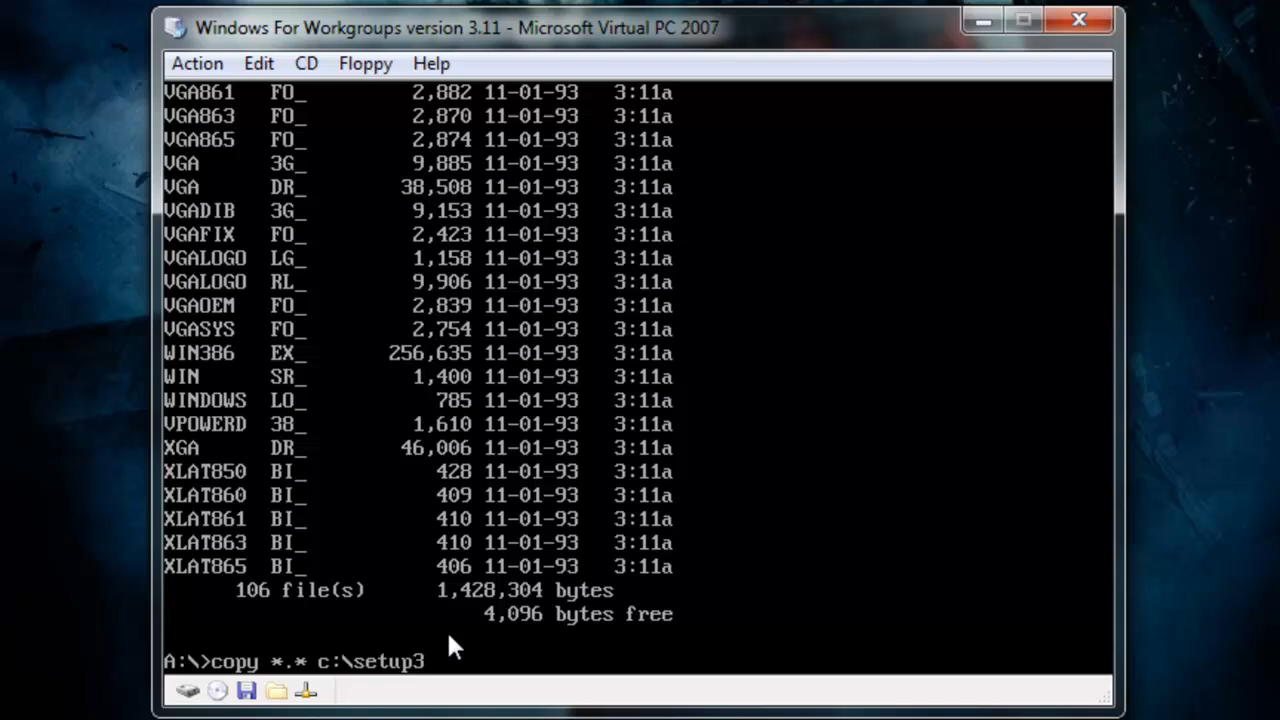 Windows For Workgroups version 3.11 - Microsoft Virtual PC 2007
Action Edit CD Floppy Help
VGA861 FO_ 2,882 11-01-93 3:11a
VGA863 FO_ 2,870 11-01-93 3:11a
VGA865 FO_ 2,874 11-01-93 3:11a
VGA 3G_ 9,885 11-01-93 3:11a
VGA DR_ 38,508 11-01-93 3:11a
VGADIB 3G_ 9,153 11-01-93 3:11a
VGAFIX FO_ 2,423 11-01-93 3:11a
VGALOGO LG_ 1,158 11-01-93 3:11a
VGALOGO RL_ 9,906 11-01-93 3:11a
VGAOEM FO_ 2,839 11-01-93 3:11a
VGASYS FO_ 2,754 11-01-93 3:11a
WIN386 EX_ 256,635 11-01-93 3:11a
WIN SR_ 1,400 11-01-93 3:11a
WINDOWS LO_ 785 11-01-93 3:11a
VPOWERD 38_ 1,610 11-01-93 3:11a
XGA DR_ 46,006 11-01-93 3:11a
XLAT850 BI_ 428 11-01-93 3:11a
XLAT860 BI_ 409 11-01-93 3:11a
XLAT861 BI_ 410 11-01-93 3:11a
XLAT863 BI_ 410 11-01-93 3:11a
XLAT865 BI_ 406 11-01-93 3:11a
106 file(s) 1,428,304 bytes
4,096 bytes free
A:\>copy *.* c:\setup3